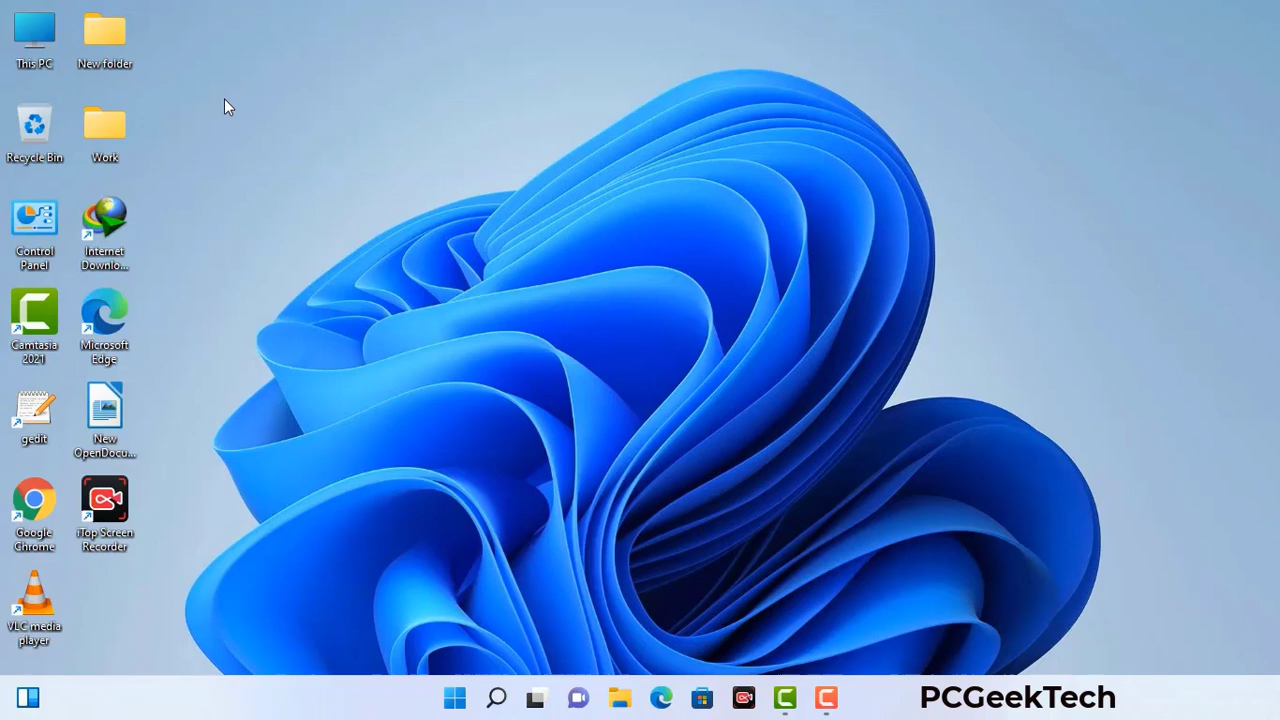 This PC
New folder
Recycle Bin
Work
Control
Panel
Internet
Downlo...
Camtasia
2021
Microsoft
Edge
gedit
New
OpenDocu...
Google
Chrome
iTop Screen
Recorder
VLC media
player
PCGeekTech